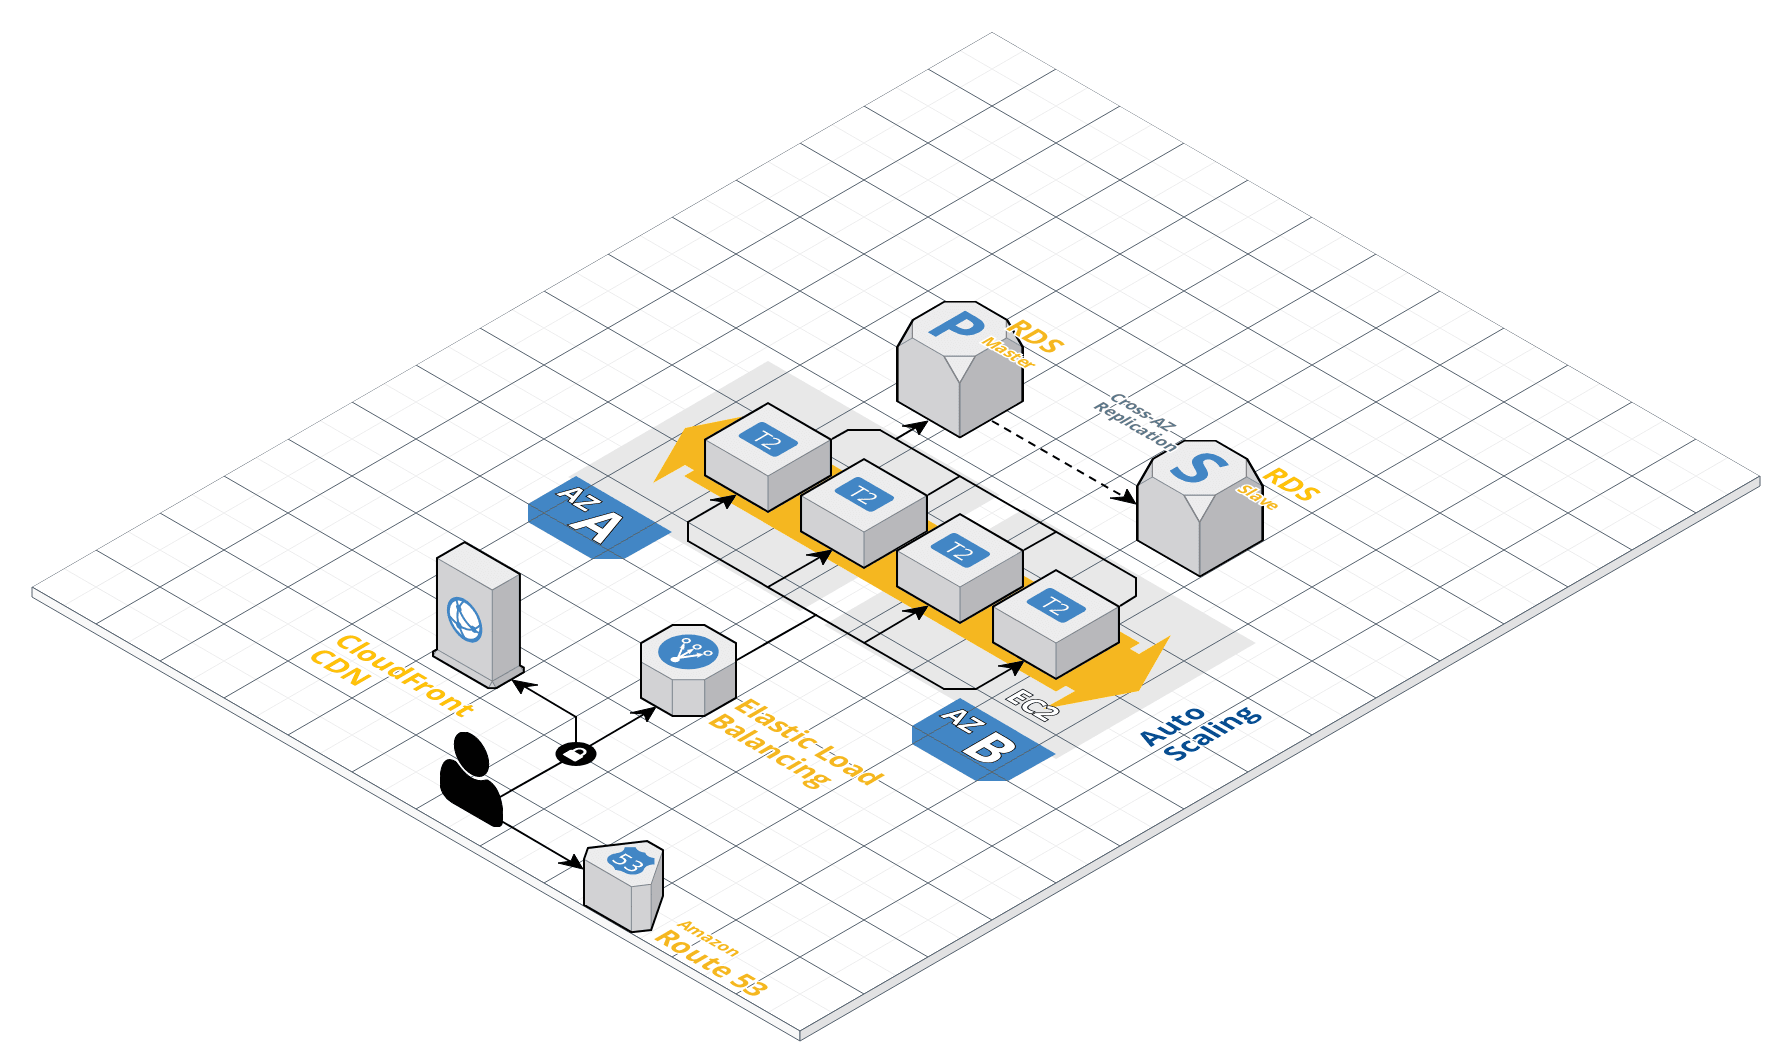 P
RDS
Master
Cross-AZ
Replication
S
RDS
Slave
T2
T2
T2
T2
AZ
A
CloudFront
CDN
Elastic Load
Balancing
EC2
AZ
B
Auto
Scaling
53
Amazon
Route 53